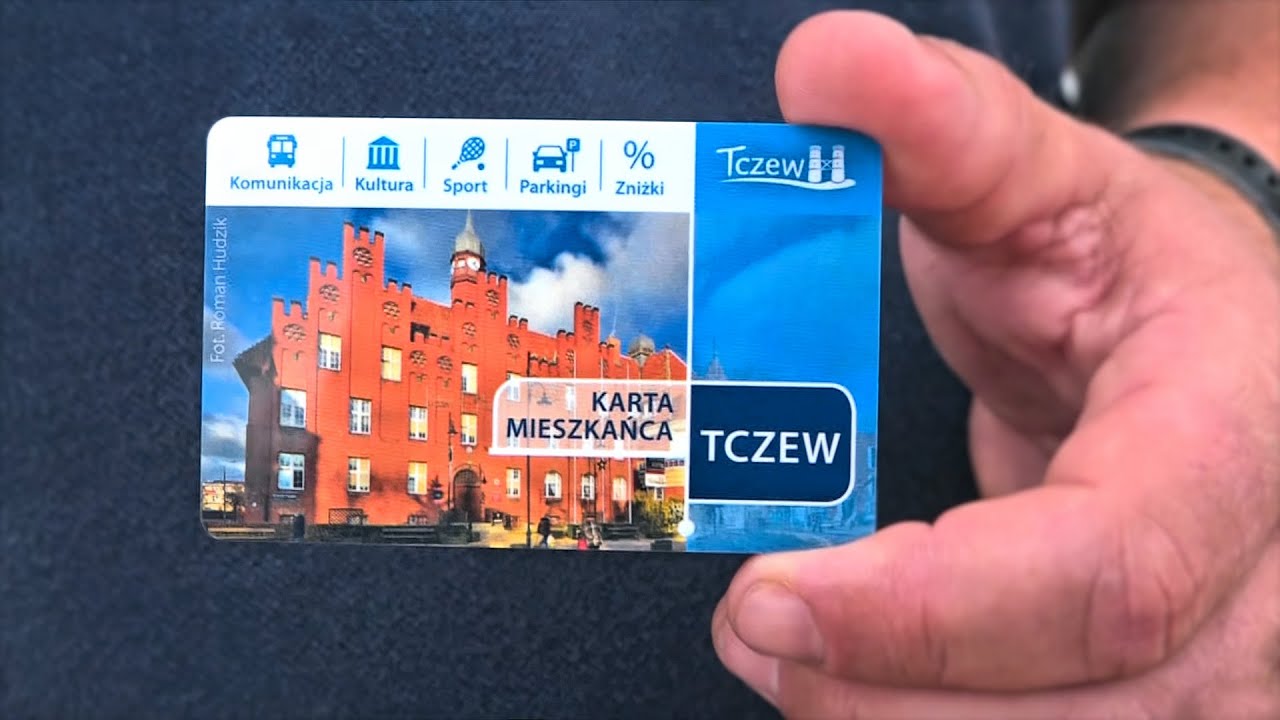 Komunikacja
Kultura
Sport
P
Parkingi
%
Zniżki
Tczew
Fot. Roman Hudzik
KARTA
MIESZKAŃCA
TCZEW